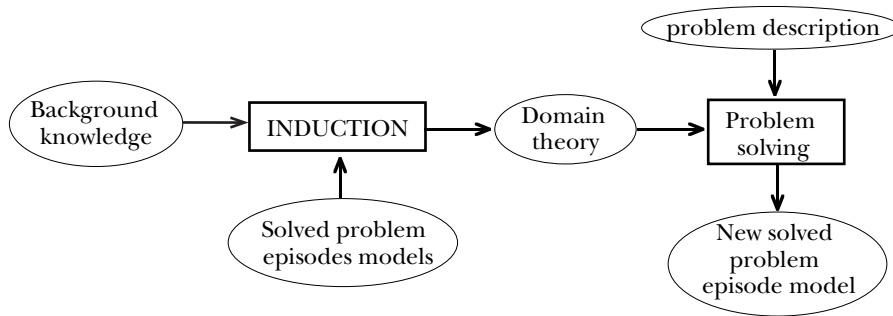 problem description
Background
knowledge
INDUCTION
Domain
theory
Problem
solving
Solved problem
episodes models
New solved
problem
episode model